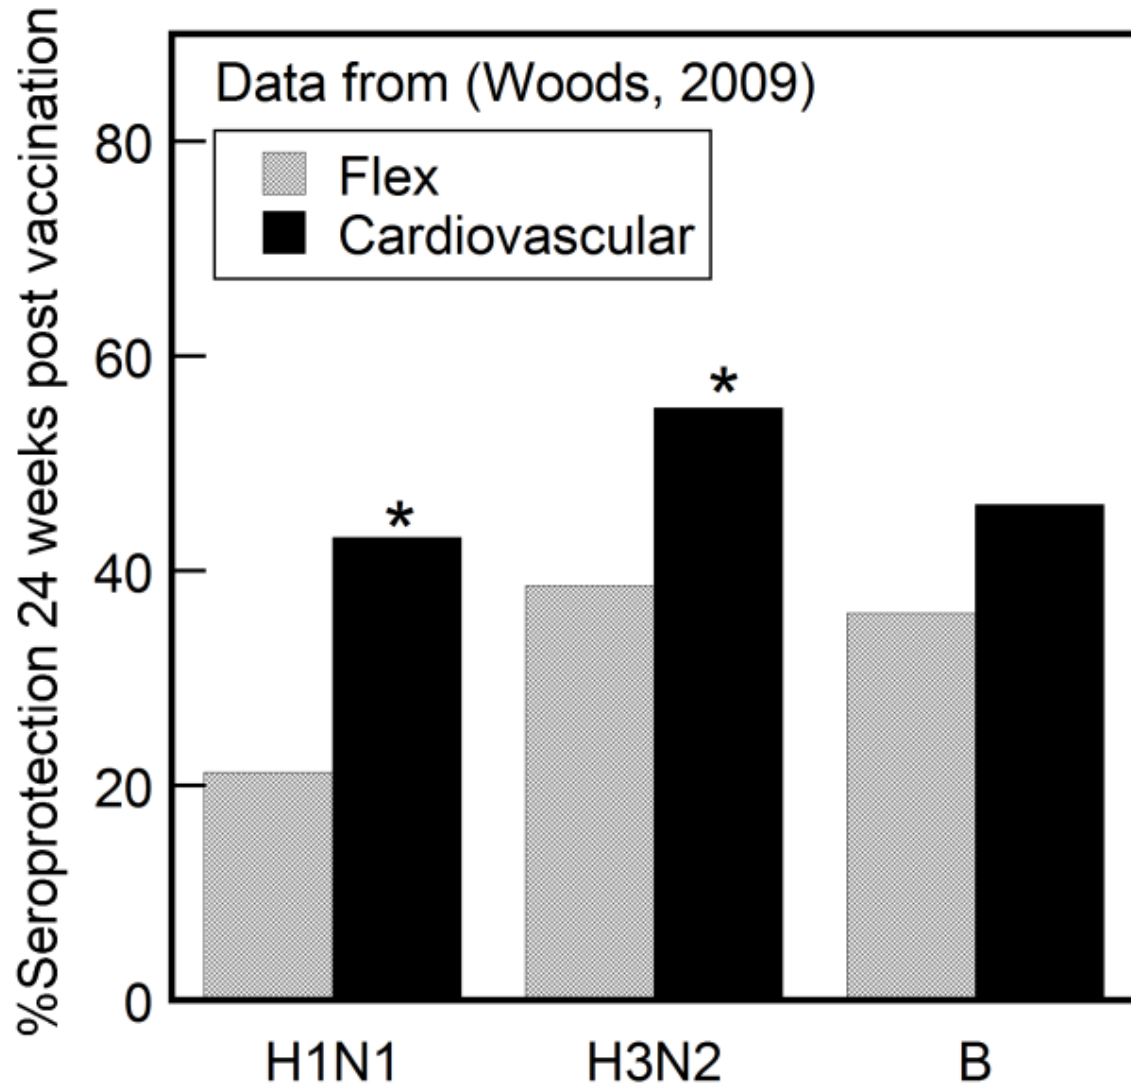 %Seroprotection 24 weeks post vaccination
Data from (Woods, 2009)
Flex
Cardiovascular
80
60
*
*
40
20
0
H1N1 H3N2 B